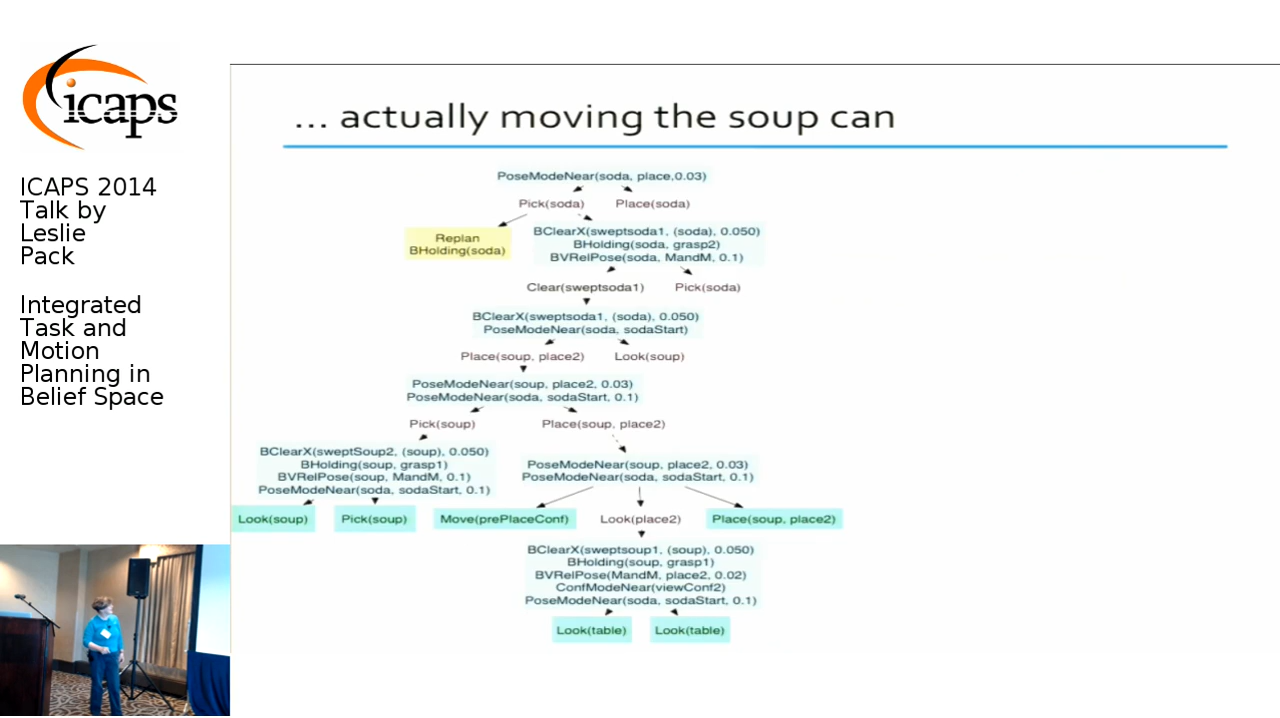 icaps
ICAPS 2014
Talk by
Leslie
Pack
Integrated
Task and
Motion
Planning in
Belief Space
... actually moving the soup can
PoseModeNear(soda, place,0.03)
Pick(soda) Place(soda)
Replan
BHolding(soda)
BClearX(sweptsoda1, (soda), 0.050)
BHolding(soda, grasp2)
BVRelPose(soda, MandM, 0.1)
Clear(sweptsoda1) Pick(soda)
BClearX(sweptsoda1, (soda), 0.050)
PoseModeNear(soda, sodaStart)
Place(soup, place2) Look(soup)
PoseModeNear(soup, place2, 0.03)
PoseModeNear(soda, sodaStart, 0.1)
Pick(soup) Place(soup, place2)
BClearX(sweptSoup2, (soup), 0.050)
BHolding(soup, grasp1)
BVRelPose(soup, MandM, 0.1)
PoseModeNear(soda, sodaStart, 0.1)
PoseModeNear(soup, place2, 0.03)
PoseModeNear(soda, sodaStart, 0.1)
Look(soup) Pick(soup) Move(prePlaceConf) Look(place2) Place(soup, place2)
BClearX(sweptsoup1, (soup), 0.050)
BHolding(soup, grasp1)
BVRelPose(MandM, place2, 0.02)
ConfModeNear(viewConf2)
PoseModeNear(soda, sodaStart, 0.1)
Look(table) Look(table)